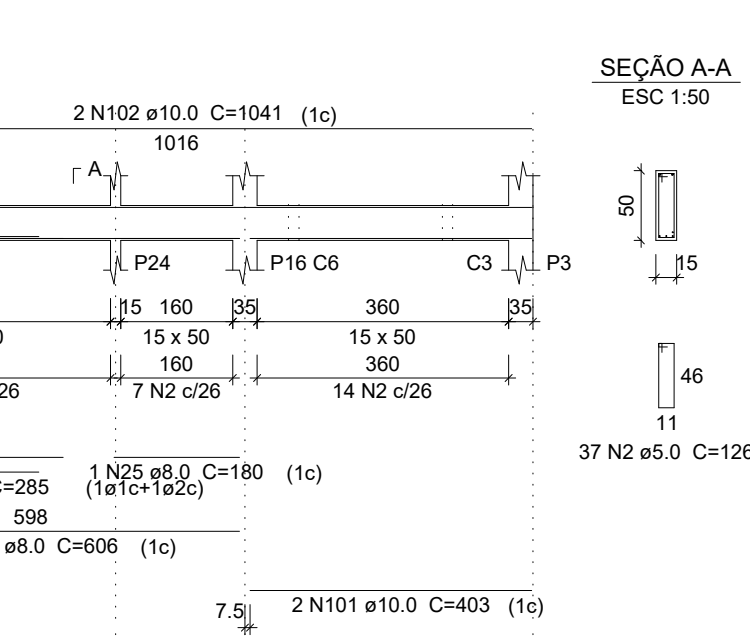 SEÇÃO A-A
ESC 1:50
2 N102 ø10.0 C=1041 (1c)
1016
A
50
P24
P16 C6
C3
P3
15
15 160 35 360 35
15 x 50
15 x 50
160
360
26
7 N2 c/26
14 N2 c/26
46
11
37 N2 ø5.0 C=126
1 N25 ø8.0 C=180 (1c)
C=285 (1ø1c+1ø2c)
598
ø8.0 C=606 (1c)
7.5
2 N101 ø10.0 C=403 (1c)